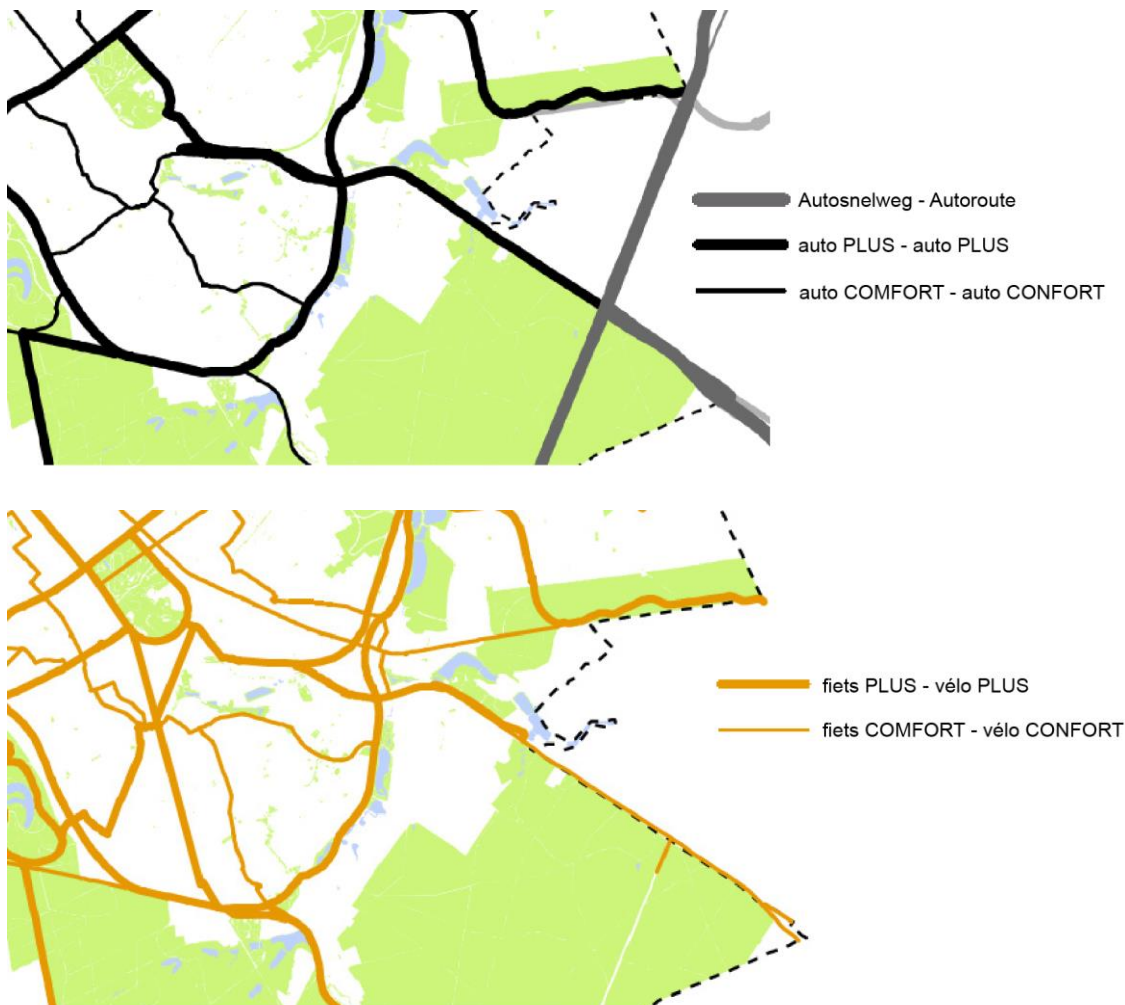 Autosnelweg - Autoroute
auto PLUS - auto PLUS
auto COMFORT - auto CONFORT
fiets PLUS - vélo PLUS
fiets COMFORT - vélo CONFORT